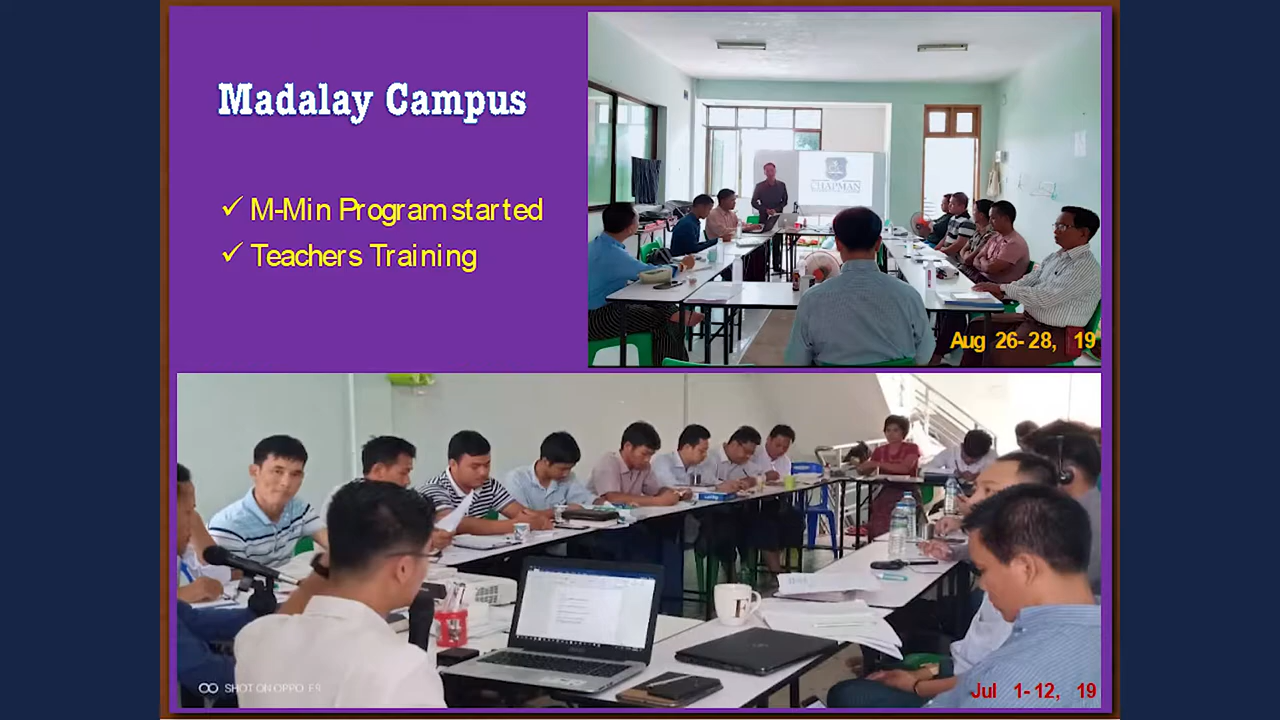 Madalay Campus
✓ M-Min Program started
✓ Teachers Training
CHAPMAN
Aug 26-28, 19
SHOT ON OPPO F5
Jul 1-12, 19